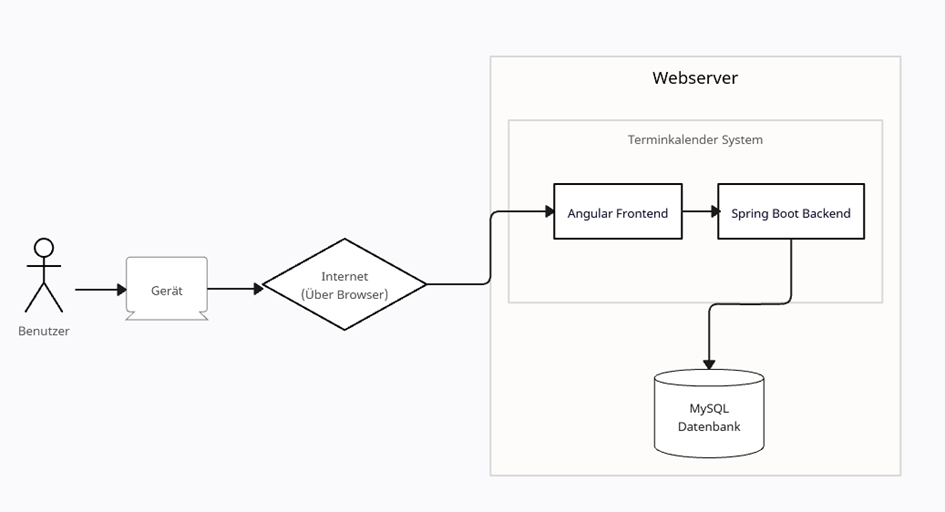 Webserver
Terminkalender System
Angular Frontend
Spring Boot Backend
Internet
(Über Browser)
Gerät
Benutzer
MySQL
Datenbank